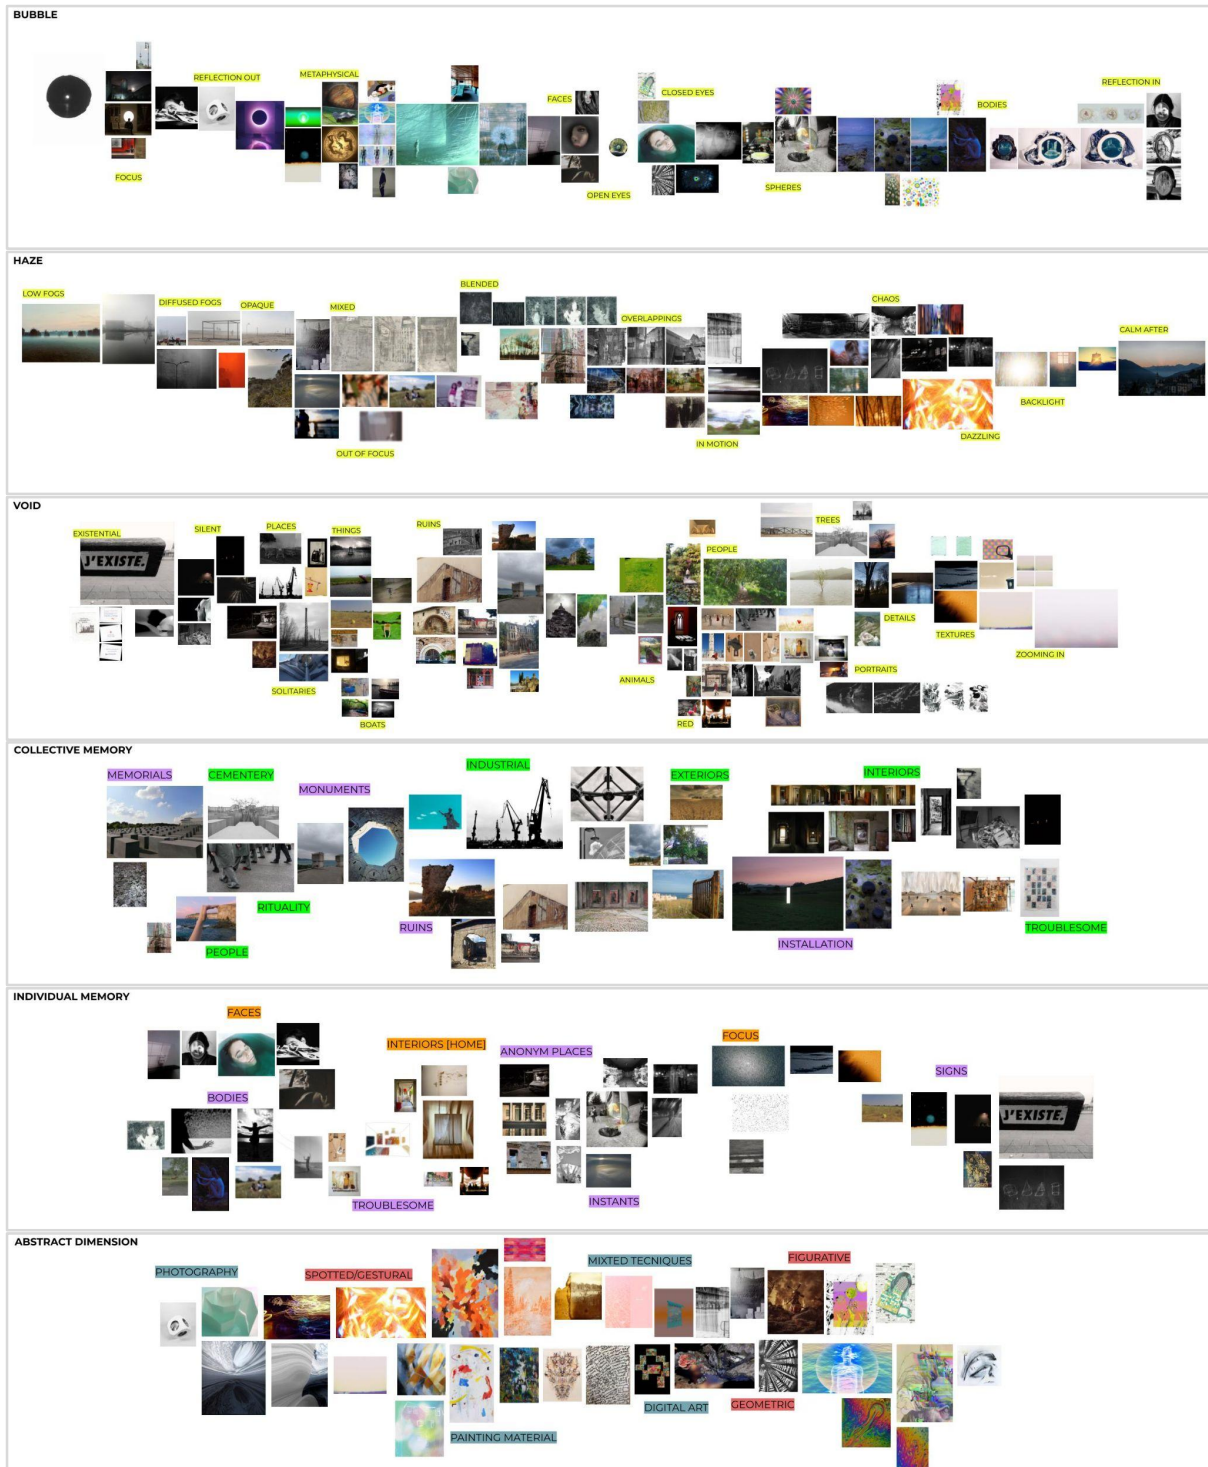 BUBBLE
REFLECTION OUT
METAPHYSICAL
FACES
CLOSED EYES
BODIES
REFLECTION IN
FOCUS
OPEN EYES
SPHERES
HAZE
LOW FOGS
DIFFUSED FOGS
OPAQUE
MIXED
BLENDED
OVERLAPPINGS
CHAOS
CALM AFTER
OUT OF FOCUS
IN MOTION
DAZZLING
BACKLIGHT
VOID
EXISTENTIAL
SILENT
PLACES
THINGS
RUINS
PEOPLE
TREES
J'EXISTE.
SOLITARIES
BOATS
ANIMALS
RED
PORTRAITS
DETAILS
TEXTURES
ZOOMING IN
COLLECTIVE MEMORY
MEMORIALS
CEMENTERY
MONUMENTS
INDUSTRIAL
EXTERIORS
INTERIORS
RITUALITY
PEOPLE
RUINS
INSTALLATION
TROUBLESOME
INDIVIDUAL MEMORY
FACES
INTERIORS [HOME]
ANONYM PLACES
FOCUS
SIGNS
BODIES
J'EXISTE.
TROUBLESOME
INSTANTS
ABSTRACT DIMENSION
PHOTOGRAPHY
SPOTTED/GESTURAL
MIXTED TECNIQUES
FIGURATIVE
PAINTING MATERIAL
DIGITAL ART
GEOMETRIC